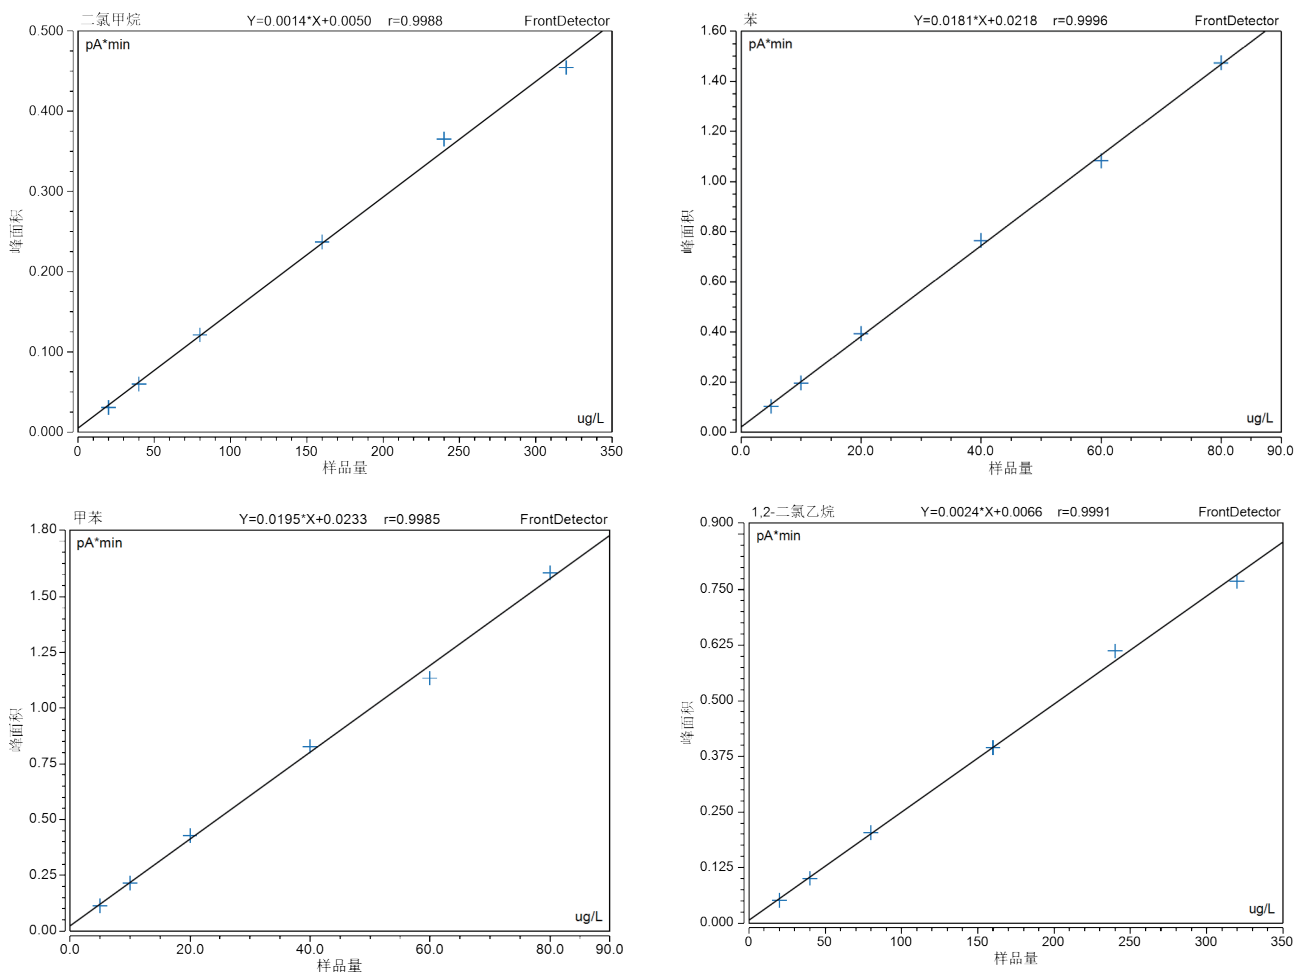 二氯甲烷 Y=0.0014*X+0.0050 r=0.9988 FrontDetector
pA*min
0.500
0.400
0.300
0.200
0.100
0.000
峰面积
ug/L
0 50 100 150 200 250 300 350
样品量
苯 Y=0.0181*X+0.0218 r=0.9996 FrontDetector
pA*min
1.60
1.40
1.20
1.00
0.80
0.60
0.40
0.20
0.00
峰面积
ug/L
0.0 20.0 40.0 60.0 80.0 90.0
样品量
甲苯 Y=0.0195*X+0.0233 r=0.9985 FrontDetector
pA*min
1.80
1.50
1.25
1.00
0.75
0.50
0.25
0.00
峰面积
ug/L
0.0 20.0 40.0 60.0 80.0 90.0
样品量
1,2-二氯乙烷 Y=0.0024*X+0.0066 r=0.9991 FrontDetector
pA*min
0.900
0.750
0.625
0.500
0.375
0.250
0.125
0.000
峰面积
ug/L
0 50 100 150 200 250 300 350
样品量